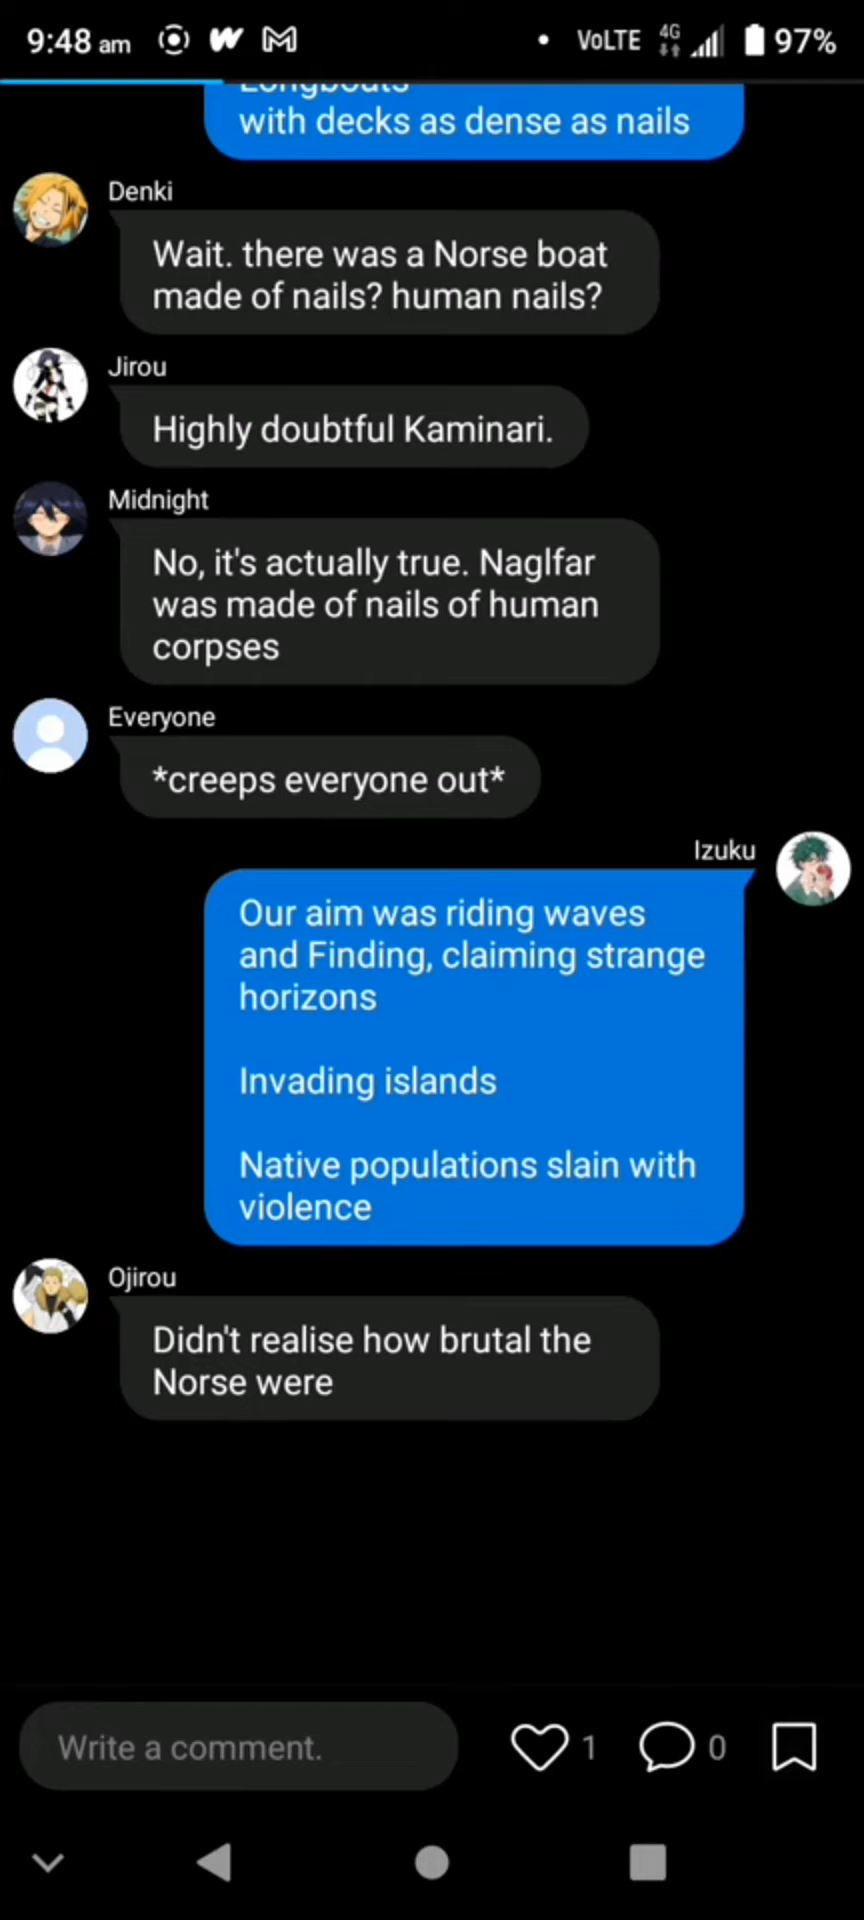 9:48 am
VoLTE 4G 97%
Longboats
with decks as dense as nails
Denki
Wait. there was a Norse boat
made of nails? human nails?
Jirou
Highly doubtful Kaminari.
Midnight
No, it's actually true. Naglfar
was made of nails of human
corpses
Everyone
*creeps everyone out*
Izuku
Our aim was riding waves
and Finding, claiming strange
horizons
Invading islands
Native populations slain with
violence
Ojirou
Didn't realise how brutal the
Norse were
Write a comment.
1
0